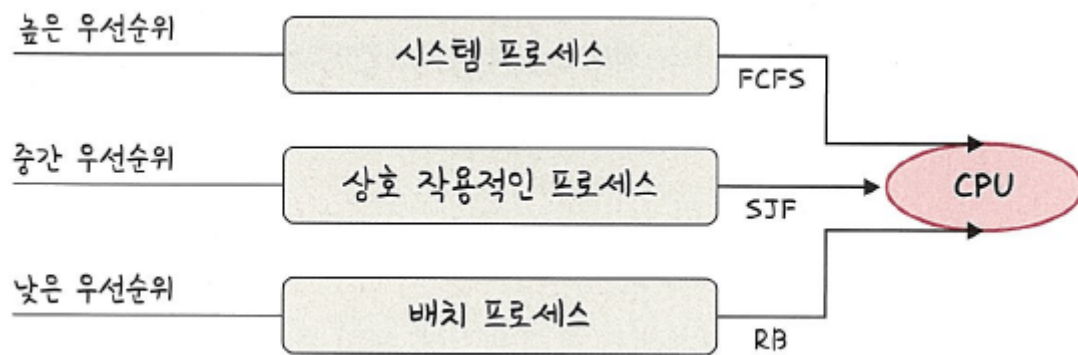 높은 우선순위
시스템 프로세스
FCFS
중간 우선순위
상호 작용적인 프로세스
SJF
CPU
낮은 우선순위
배치 프로세스
RB